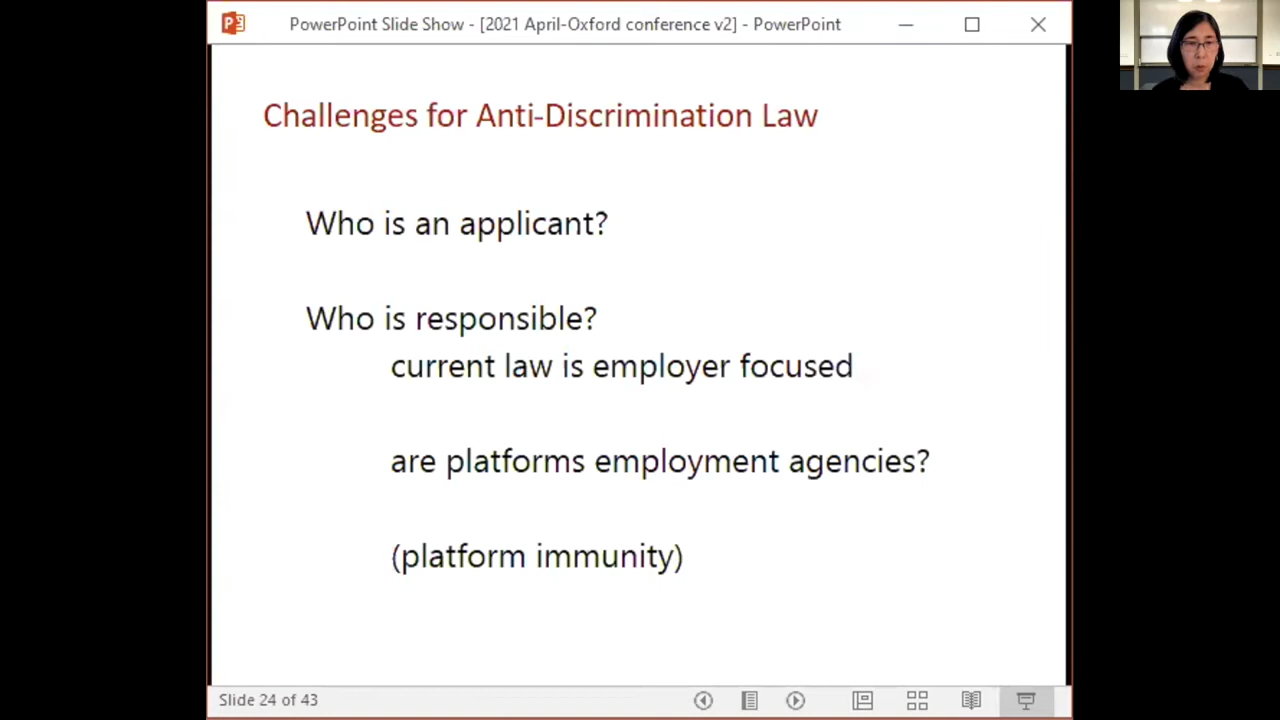 PowerPoint Slide Show - [2021 April-Oxford conference v2] - PowerPoint
Challenges for Anti-Discrimination Law
Who is an applicant?
Who is responsible?
current law is employer focused
are platforms employment agencies?
(platform immunity)
Slide 24 of 43